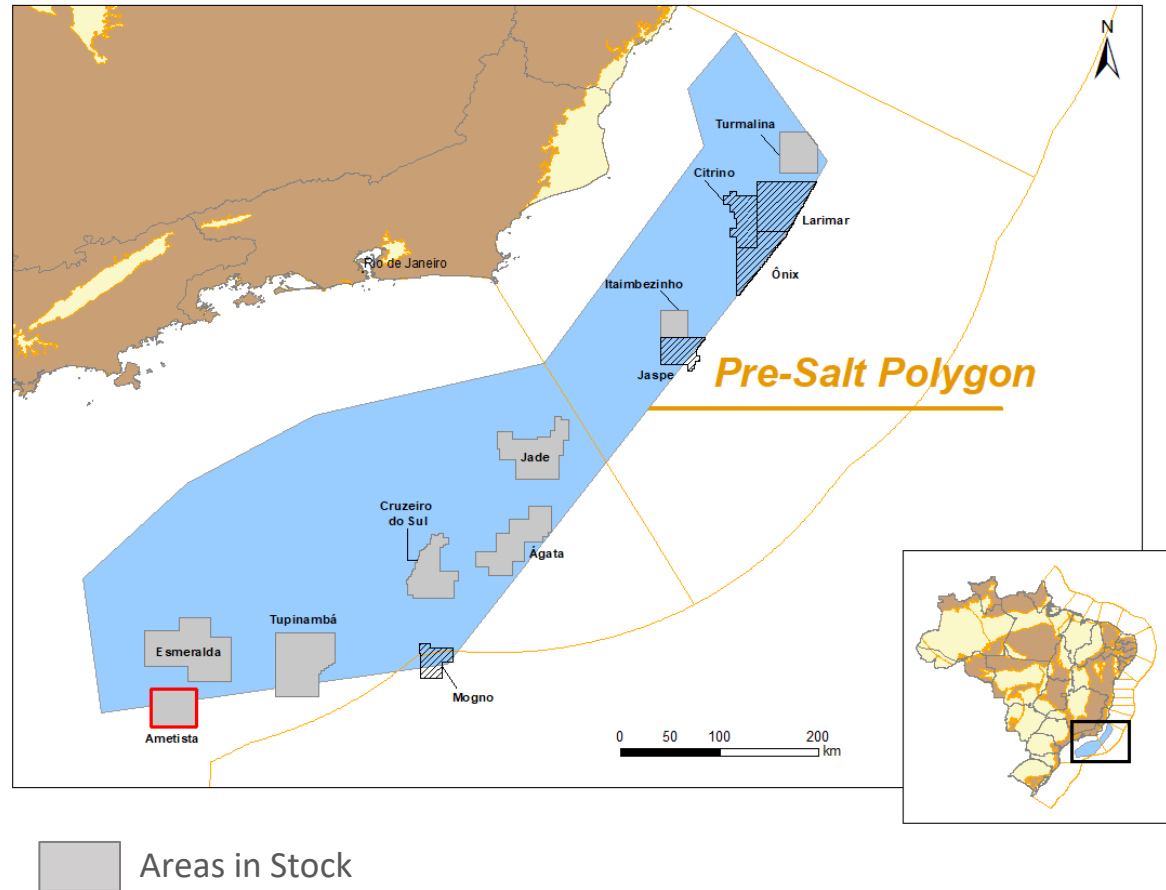 N
Turmalina
Citrino
Larimar
Rio de Janeiro
Ônix
Itaimbezinho
Jaspe
Pre-Salt Polygon
Jade
Cruzeiro
do Sul
Ágata
Tupinambá
Esmeralda
Mogno
Ametista
0 50 100 200
km
Areas in Stock